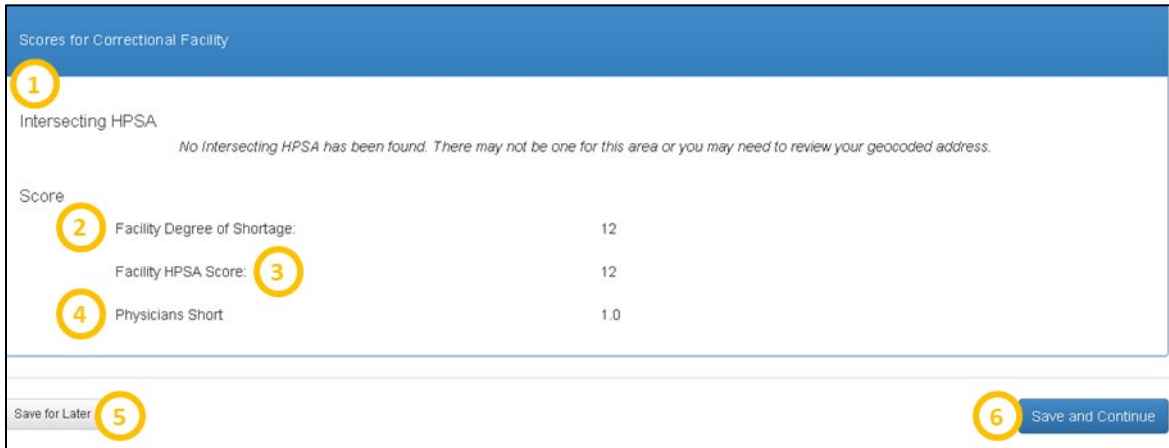 Scores for Correctional Facility
1
Intersecting HPSA
No Intersecting HPSA has been found. There may not be one for this area or you may need to review your geocoded address.
Score
2 Facility Degree of Shortage: 12
Facility HPSA Score: 3 12
4 Physicians Short 1.0
Save for Later 5 6 Save and Continue